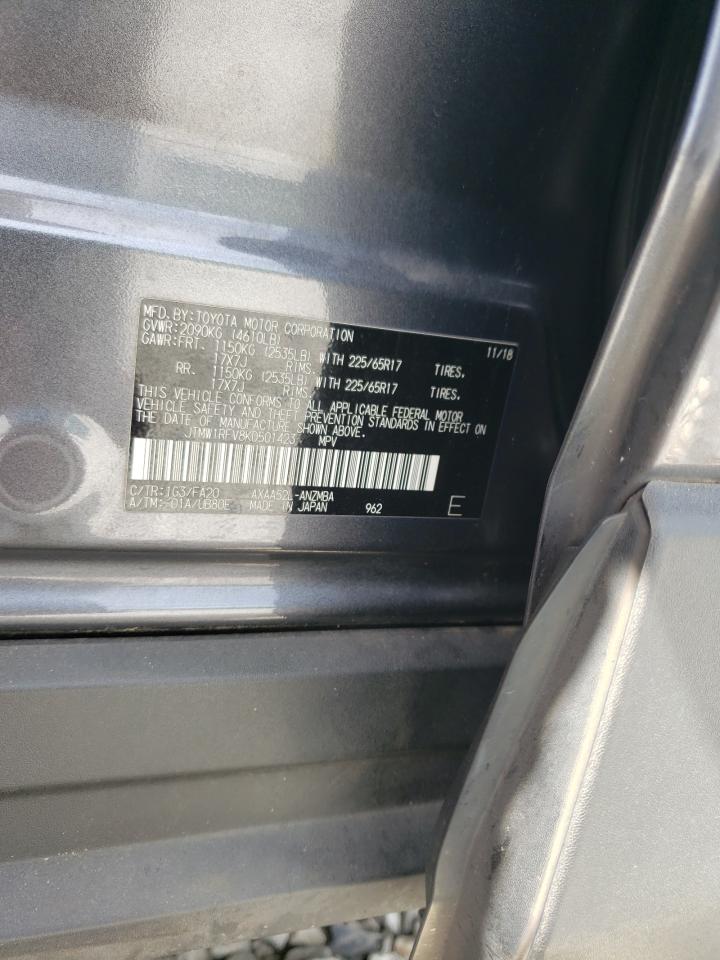 MFD.BY:TOYOTA MOTOR CORPORATION 11/18
GVWR:2090KG (4610LB)
GAWR:FRT. 1150KG (2535LB) WITH 225/65R17 TIRES,
17X7J RIMS,
RR. 1150KG (2535LB) WITH 225/65R17 TIRES,
17X7J RIMS,
THIS VEHICLE CONFORMS TO ALL APPLICABLE FEDERAL MOTOR
VEHICLE SAFETY AND THEFT PREVENTION STANDARDS IN EFFECT ON
THE DATE OF MANUFACTURE SHOWN ABOVE.
JTMW1RFV8KD501423 MPV
C/TR:1G3/FA20 AXAA52L-ANZMBA
A/TM:-01A/UB80E MADE IN JAPAN 962 E